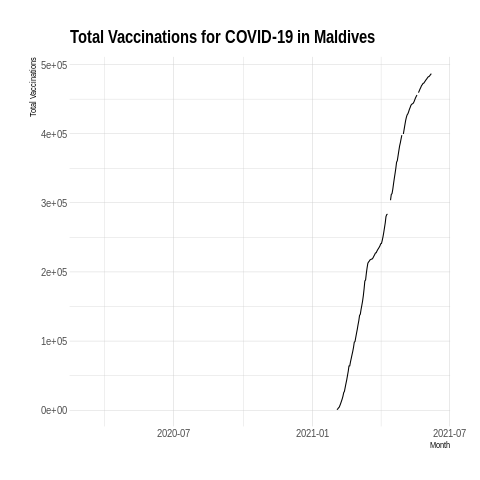 Total Vaccinations for COVID-19 in Maldives
Total Vaccinations
5e+05
4e+05
3e+05
2e+05
1e+05
0e+00
2020-07
2021-01
2021-07
Month